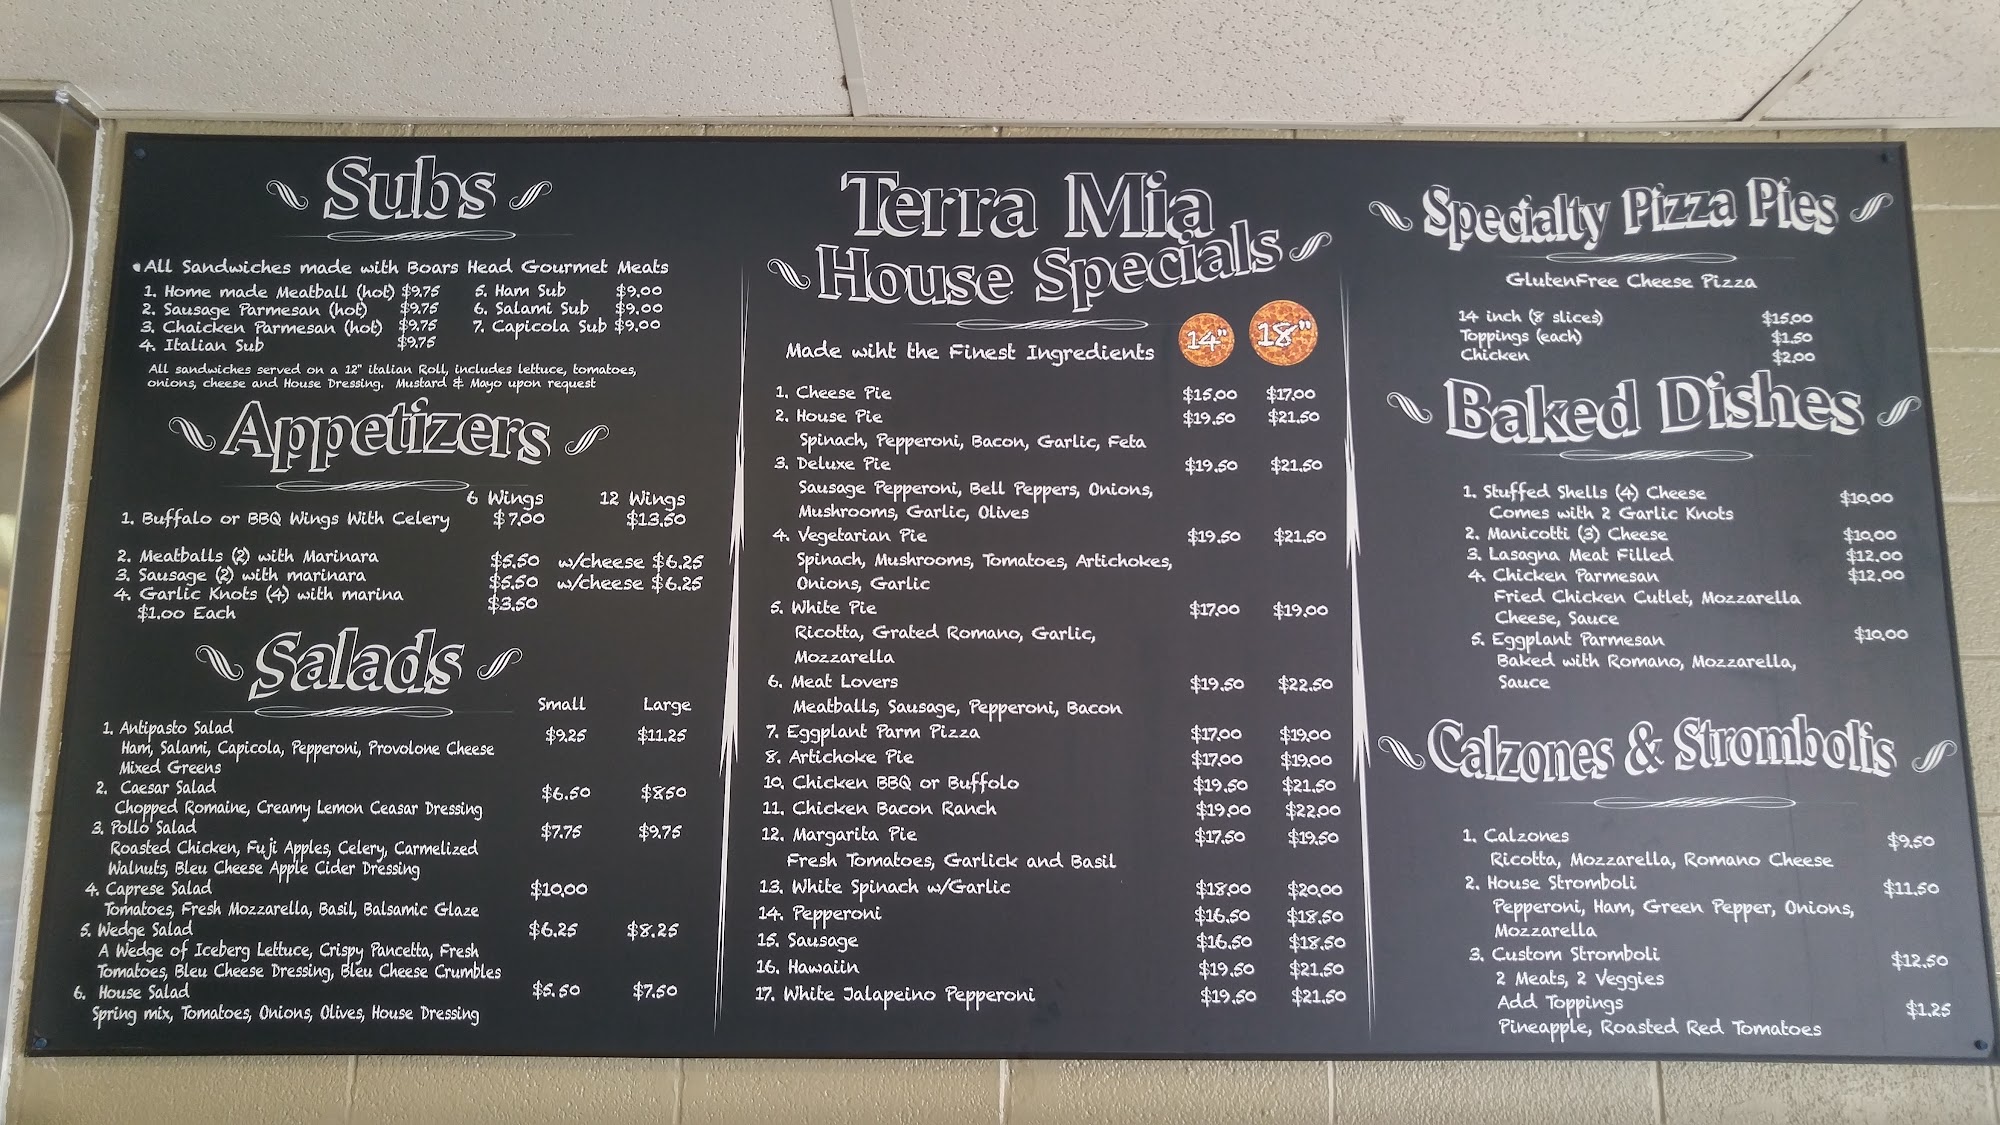 Subs
All Sandwiches made with Boars Head Gourmet Meats
1. Home made Meatball (hot) $9.75
2. Sausage Parmesan (hot) $9.75
3. Chaicken Parmesan (hot) $9.75
4. Italian Sub $9.75
5. Ham Sub $9.00
6. Salami Sub $9.00
7. Capicola Sub $9.00
All sandwiches served on a 12" italian Roll, includes lettuce, tomatoes,
onions, cheese and House Dressing. Mustard & Mayo upon request
Appetizers
6 Wings 12 Wings
1. Buffalo or BBQ Wings With Celery $7.00 $13.50
2. Meatballs (2) with Marinara $5.50 w/cheese $6.25
3. Sausage (2) with marinara $5.50 w/cheese $6.25
4. Garlic Knots (4) with marina $3.50
$1.00 Each
Salads
Small Large
1. Antipasto Salad $9.25 $11.25
Ham, Salami, Capicola, Pepperoni, Provolone Cheese
Mixed Greens
2. Caesar Salad $6.50 $8.50
Chopped Romaine, Creamy Lemon Ceasar Dressing
3. Pollo Salad $7.75 $9.75
Roasted Chicken, Fuji Apples, Celery, Carmelized
Walnuts, Bleu Cheese Apple Cider Dressing
4. Caprese Salad $10.00
Tomatoes, Fresh Mozzarella, Basil, Balsamic Glaze
5. Wedge Salad $6.25 $8.25
A Wedge of Iceberg Lettuce, Crispy Pancetta, Fresh
Tomatoes, Bleu Cheese Dressing, Bleu Cheese Crumbles
6. House Salad $5.50 $7.50
Spring mix, Tomatoes, Onions, Olives, House Dressing
Terra Mia
House Specials
14" 18"
Made wiht the Finest Ingredients
1. Cheese Pie $15.00 $17.00
2. House Pie $19.50 $21.50
Spinach, Pepperoni, Bacon, Garlic, Feta
3. Deluxe Pie $19.50 $21.50
Sausage Pepperoni, Bell Peppers, Onions,
Mushrooms, Garlic, Olives
4. Vegetarian Pie $19.50 $21.50
Spinach, Mushrooms, Tomatoes, Artichokes,
Onions, Garlic
5. White Pie $17.00 $19.00
Ricotta, Grated Romano, Garlic,
Mozzarella
6. Meat Lovers $19.50 $22.50
Meatballs, Sausage, Pepperoni, Bacon
7. Eggplant Parm Pizza $17.00 $19.00
8. Artichoke Pie $17.00 $19.00
10. Chicken BBQ or Buffolo $19.50 $21.50
11. Chicken Bacon Ranch $19.00 $22.00
12. Margarita Pie $17.50 $19.50
Fresh Tomatoes, Garlick and Basil
13. White Spinach w/Garlic $18.00 $20.00
14. Pepperoni $16.50 $18.50
15. Sausage $16.50 $18.50
16. Hawaiin $19.50 $21.50
17. White Jalapeino Pepperoni $19.50 $21.50
Specialty Pizza Pies
GlutenFree Cheese Pizza
14 inch (8 slices) $15.00
Toppings (each) $1.50
Chicken $2.00
Baked Dishes
1. Stuffed Shells (4) Cheese $10.00
Comes with 2 Garlic Knots
2. Manicotti (3) Cheese $10.00
3. Lasagna Meat Filled $12.00
4. Chicken Parmesan $12.00
Fried Chicken Cutlet, Mozzarella
Cheese, Sauce
5. Eggplant Parmesan $10.00
Baked with Romano, Mozzarella,
Sauce
Calzones & Strombolis
1. Calzones $9.50
Ricotta, Mozzarella, Romano Cheese
2. House Stromboli $11.50
Pepperoni, Ham, Green Pepper, Onions,
Mozzarella
3. Custom Stromboli $12.50
2 Meats, 2 Veggies
Add Toppings $1.25
Pineapple, Roasted Red Tomatoes